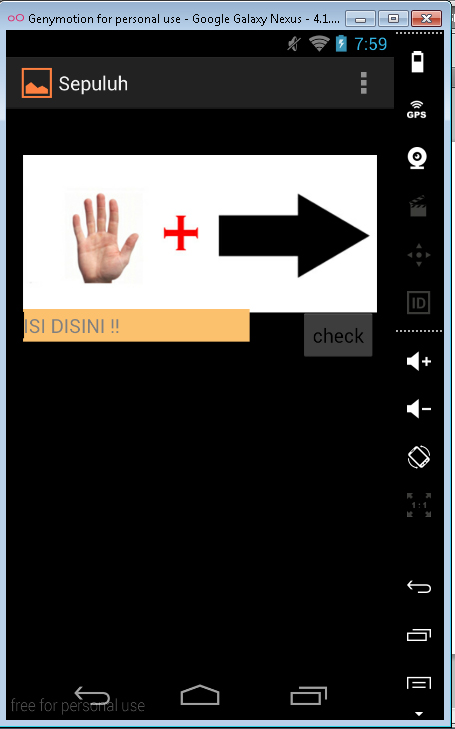 Genymotion for personal use - Google Galaxy Nexus - 4.1....
7:59
Sepuluh
GPS
ISI DISINI !!
check
ID
1:1
free for personal use